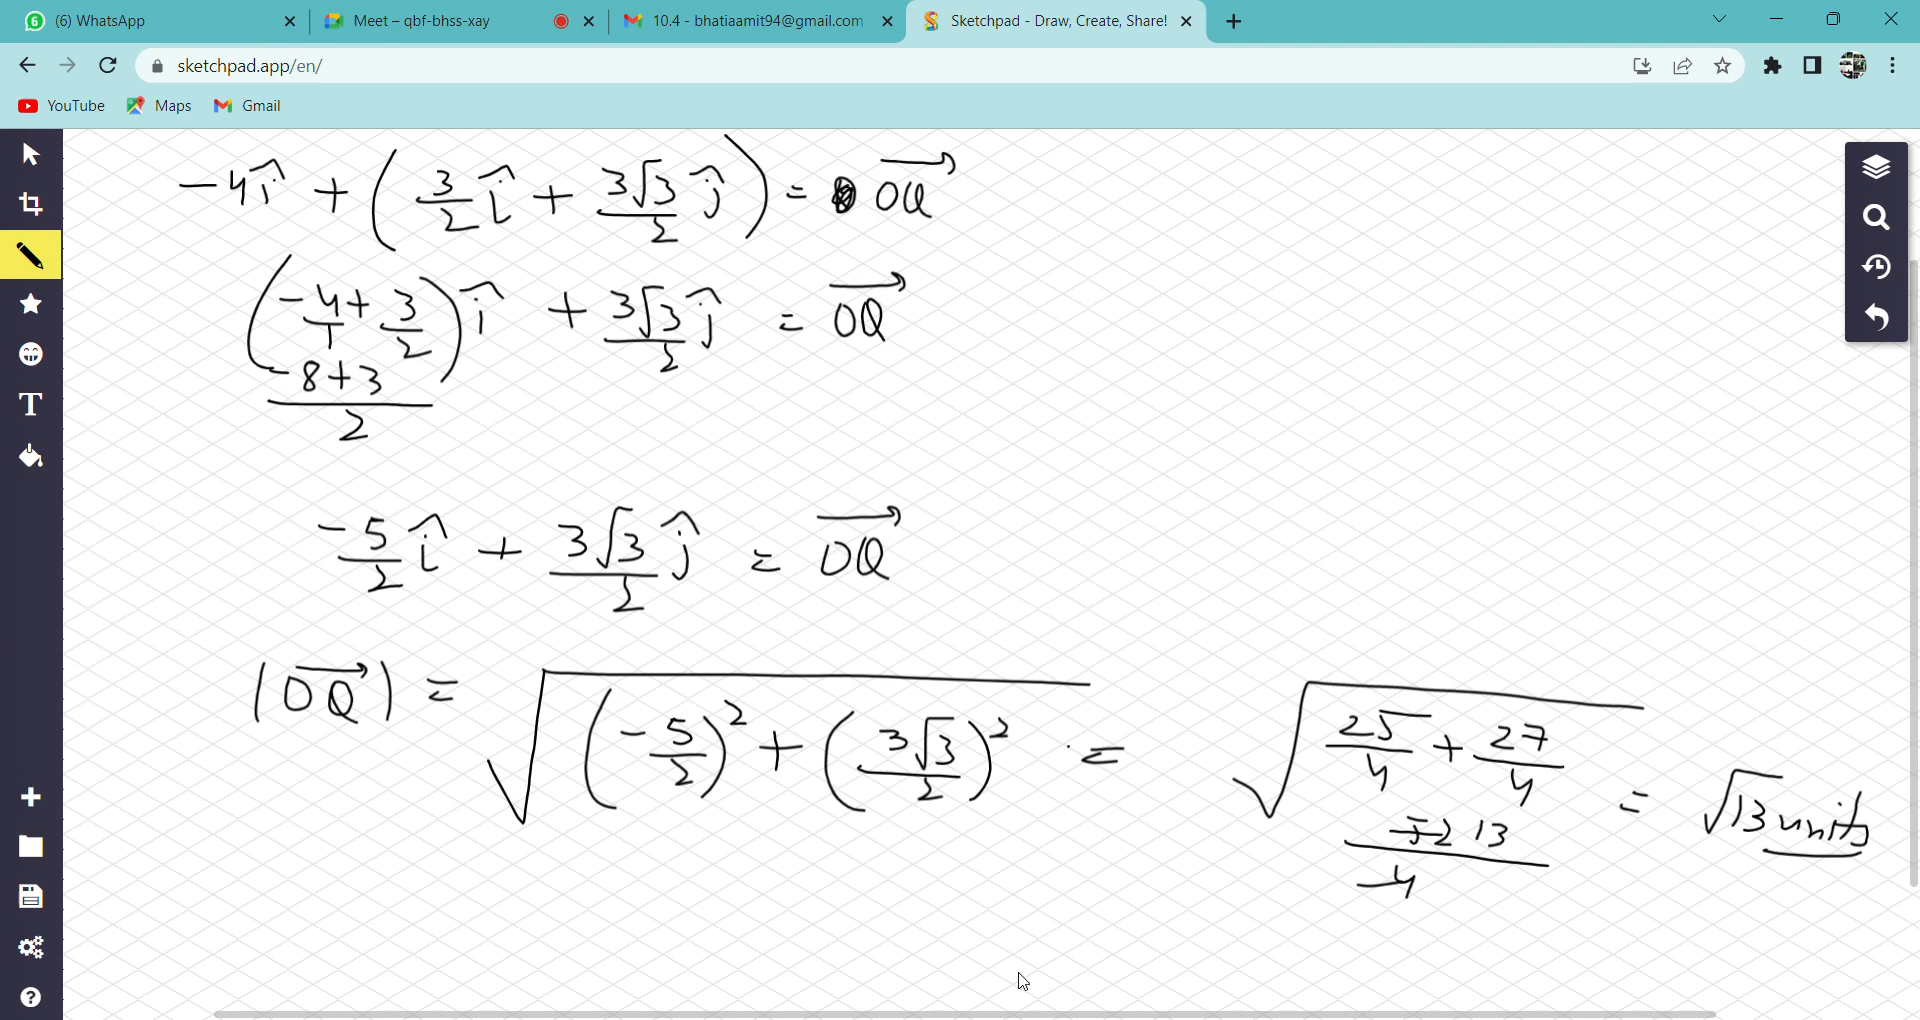 (6) WhatsApp
Meet – qbf-bhss-xay
10.4 - bhatiaamit94@gmail.com
Sketchpad - Draw, Create, Share!
sketchpad.app/en/
YouTube
Maps
Gmail
-4î + (3/2 î + 3√3/2 ĵ) = OQ⃗
(-4/1 + 3/2) î + 3√3/2 ĵ = OQ⃗
-8+3/2
-5/2 î + 3√3/2 ĵ = OQ⃗
|OQ⃗| = √((-5/2)² + (3√3/2)²) = √(25/4 + 27/4) = √13 units
52 13/4